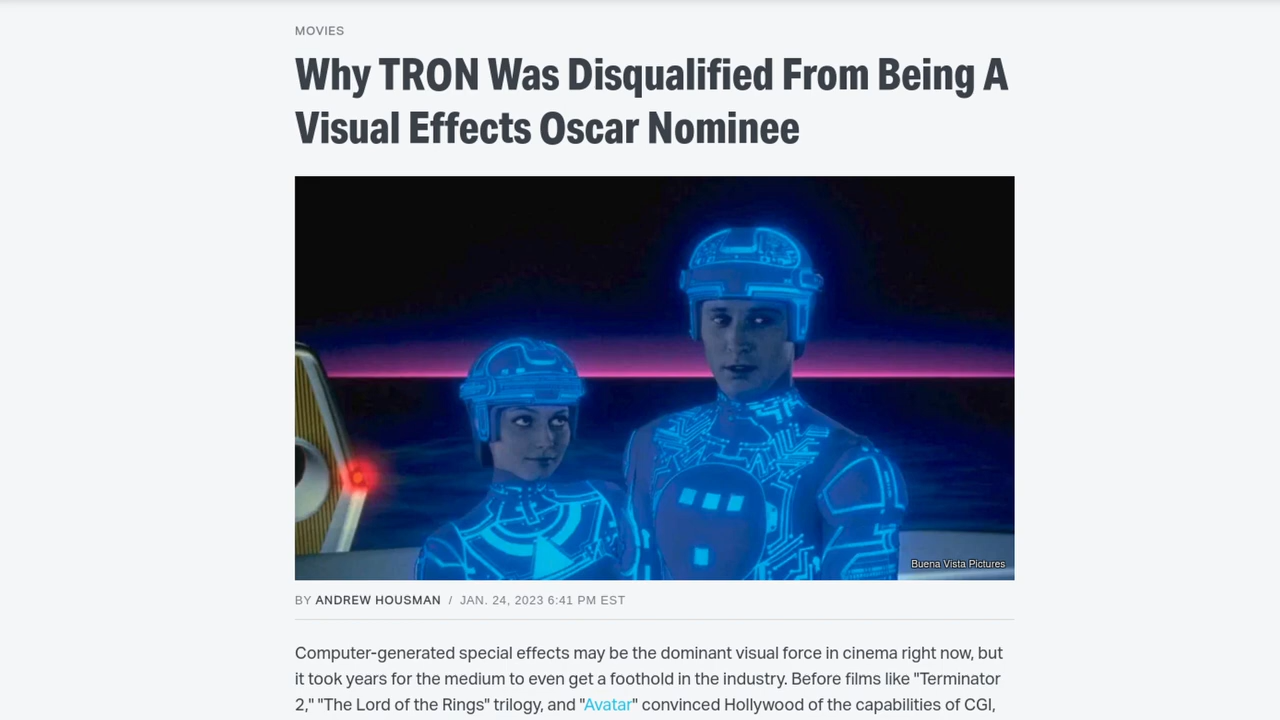 MOVIES
Why TRON Was Disqualified From Being A
Visual Effects Oscar Nominee
Buena Vista Pictures
BY ANDREW HOUSMAN / JAN. 24, 2023 6:41 PM EST
Computer-generated special effects may be the dominant visual force in cinema right now, but
it took years for the medium to even get a foothold in the industry. Before films like "Terminator
2," "The Lord of the Rings" trilogy, and "Avatar" convinced Hollywood of the capabilities of CGI,